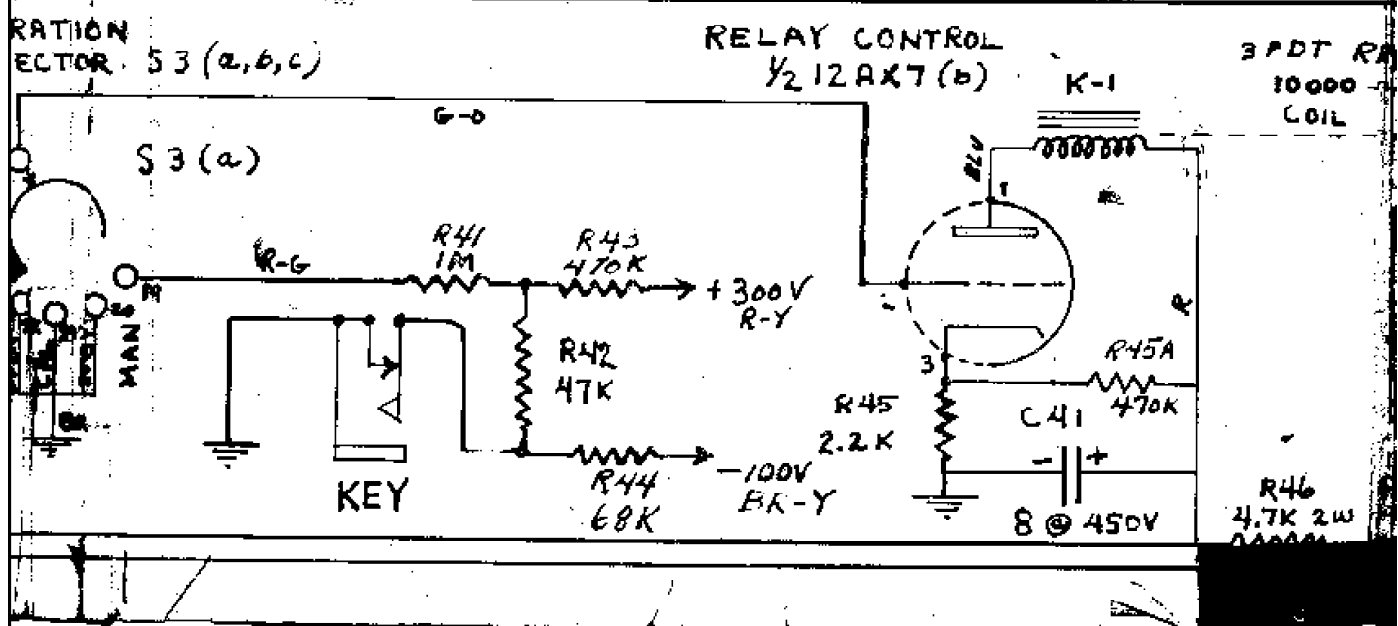 RATION
ECTOR S3 (a,b,c)
RELAY CONTROL
½ 12AX7 (b)
3PDT
10000
COIL
K-1
G-O
S3 (a)
BLU
1
R-G
R41
1M
R43
470K
+300V
R-Y
R
MAN
R42
47K
3
R45A
470K
R45
2.2K
C41
- +
8 @ 450V
KEY
R44
68K
-100V
BK-Y
R46
4.7K 2W